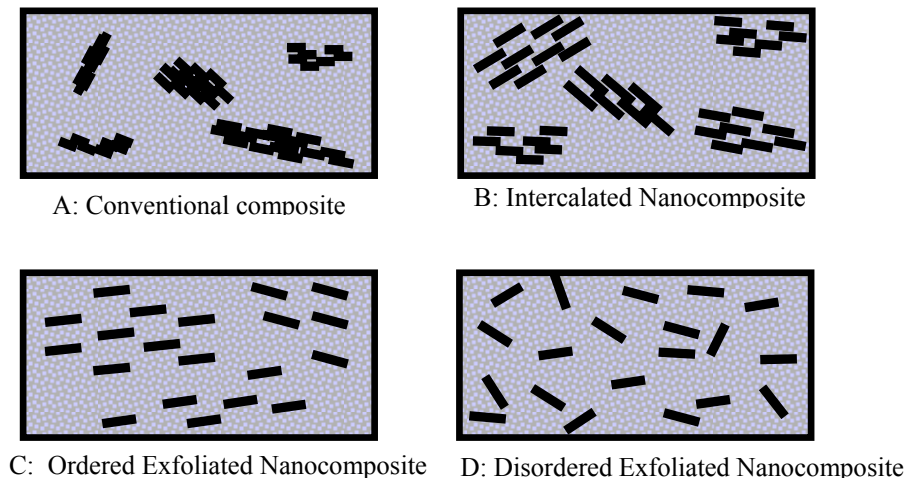 A: Conventional composite
B: Intercalated Nanocomposite
C: Ordered Exfoliated Nanocomposite
D: Disordered Exfoliated Nanocomposite